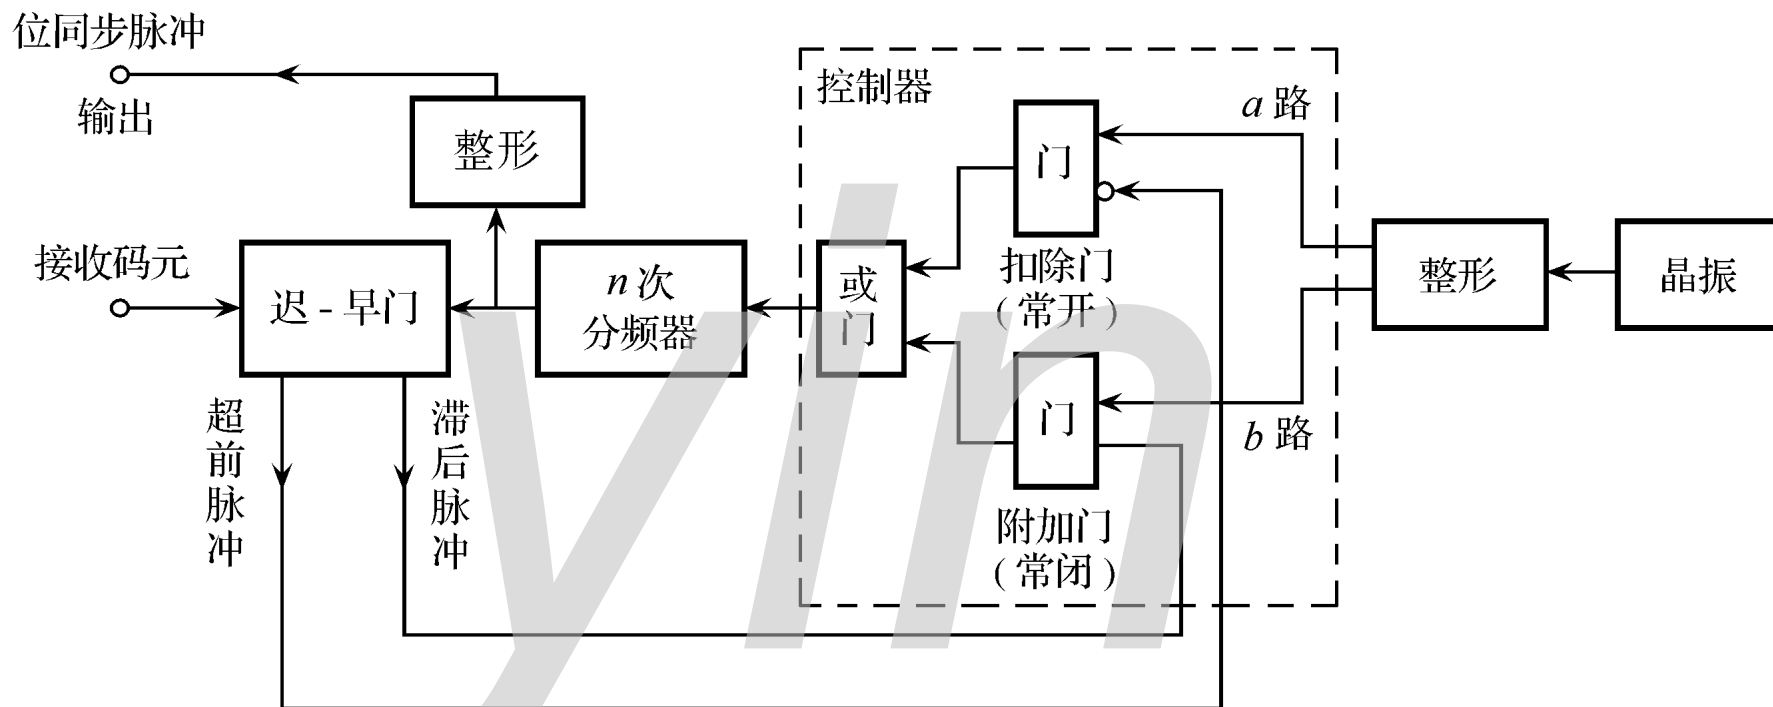 位同步脉冲
输出
整形
控制器
a 路
门
接收码元
迟-早门
n 次
分频器
或
门
扣除门
(常开)
整形
晶振
门
b 路
超前脉冲
滞后脉冲
附加门
(常闭)
yin